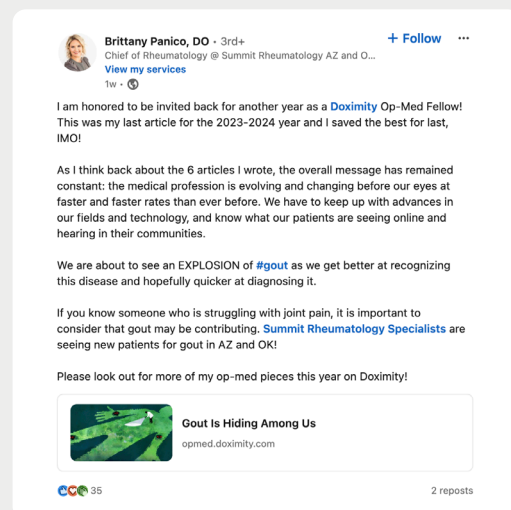 Brittany Panico, DO • 3rd+
+ Follow
Chief of Rheumatology @ Summit Rheumatology AZ and O...
View my services
1w •
I am honored to be invited back for another year as a Doximity Op-Med Fellow!
This was my last article for the 2023-2024 year and I saved the best for last,
IMO!
As I think back about the 6 articles I wrote, the overall message has remained
constant: the medical profession is evolving and changing before our eyes at
faster and faster rates than ever before. We have to keep up with advances in
our fields and technology, and know what our patients are seeing online and
hearing in their communities.
We are about to see an EXPLOSION of #gout as we get better at recognizing
this disease and hopefully quicker at diagnosing it.
If you know someone who is struggling with joint pain, it is important to
consider that gout may be contributing. Summit Rheumatology Specialists are
seeing new patients for gout in AZ and OK!
Please look out for more of my op-med pieces this year on Doximity!
Gout Is Hiding Among Us
opmed.doximity.com
35
2 reposts